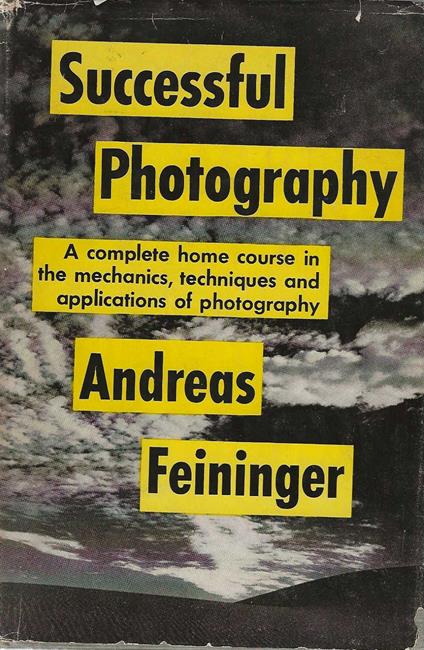 Successful
Photography
A complete home course in
the mechanics, techniques and
applications of photography
Andreas
Feininger